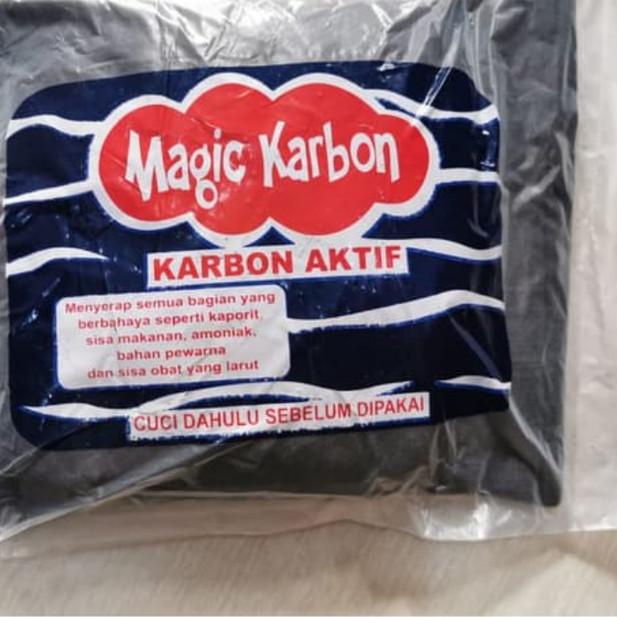 Magic Karbon
KARBON AKTIF
Menyerap semua bagian yang
berbahaya seperti kaporit,
sisa makanan, amoniak,
bahan pewarna
dan sisa obat yang larut
CUCI DAHULU SEBELUM DIPAKAI